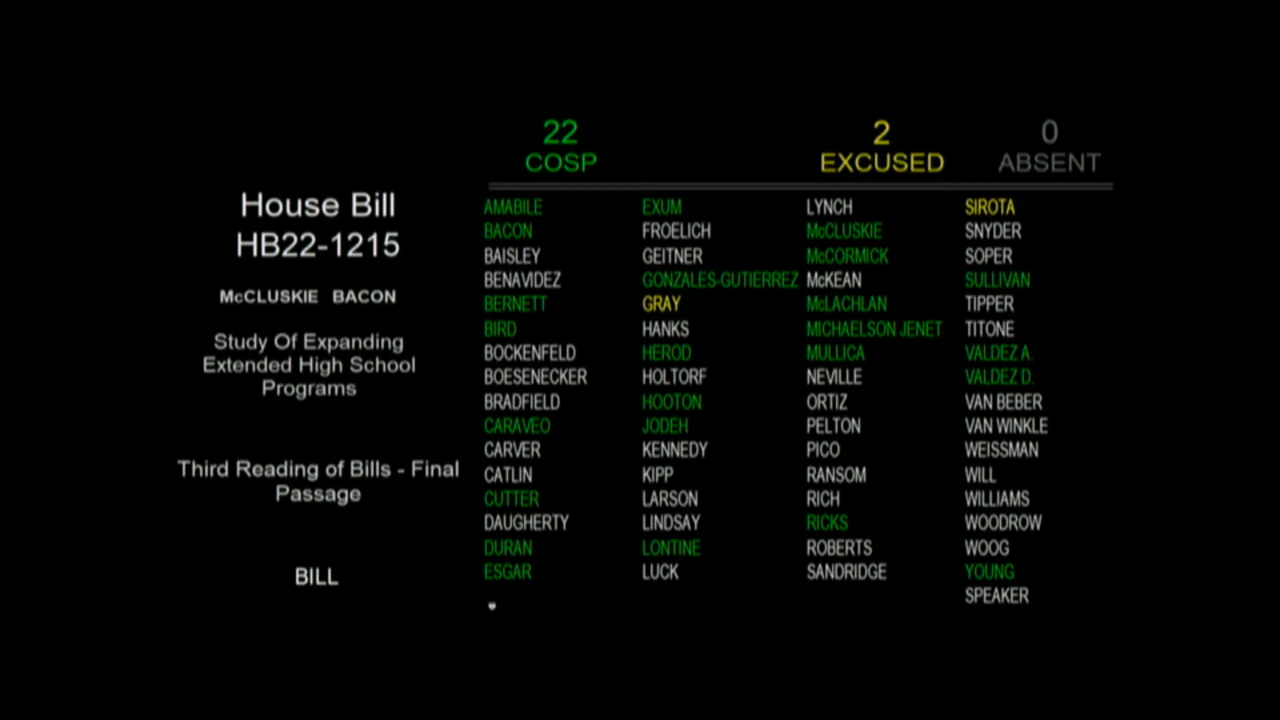 22 2 0
COSP EXCUSED ABSENT
House Bill
HB22-1215
McCLUSKIE BACON
Study Of Expanding
Extended High School
Programs
Third Reading of Bills - Final
Passage
BILL
AMABILE
BACON
BAISLEY
BENAVIDEZ
BERNETT
BIRD
BOCKENFELD
BOESENECKER
BRADFIELD
CARAVEO
CARVER
CATLIN
CUTTER
DAUGHERTY
DURAN
ESGAR
EXUM
FROELICH
GEITNER
GONZALES-GUTIERREZ
GRAY
HANKS
HEROD
HOLTORF
HOOTON
JODEH
KENNEDY
KIPP
LARSON
LINDSAY
LONTINE
LUCK
LYNCH
McCLUSKIE
McCORMICK
McKEAN
McLACHLAN
MICHAELSON JENET
MULLICA
NEVILLE
ORTIZ
PELTON
PICO
RANSOM
RICH
RICKS
ROBERTS
SANDRIDGE
SIROTA
SNYDER
SOPER
SULLIVAN
TIPPER
TITONE
VALDEZ A.
VALDEZ D.
VAN BEBER
VAN WINKLE
WEISSMAN
WILL
WILLIAMS
WOODROW
WOOG
YOUNG
SPEAKER